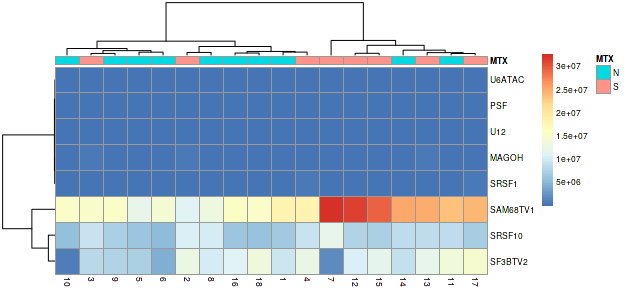 MTX
U6ATAC
PSF
U12
MAGOH
SRSF1
SAM68TV1
SRSF10
SF3BTV2
10 3 9 5 6 2 8 16 18 1 4 7 12 15 14 13 11 17
3e+07
2.5e+07
2e+07
1.5e+07
1e+07
5e+06
MTX
N
S